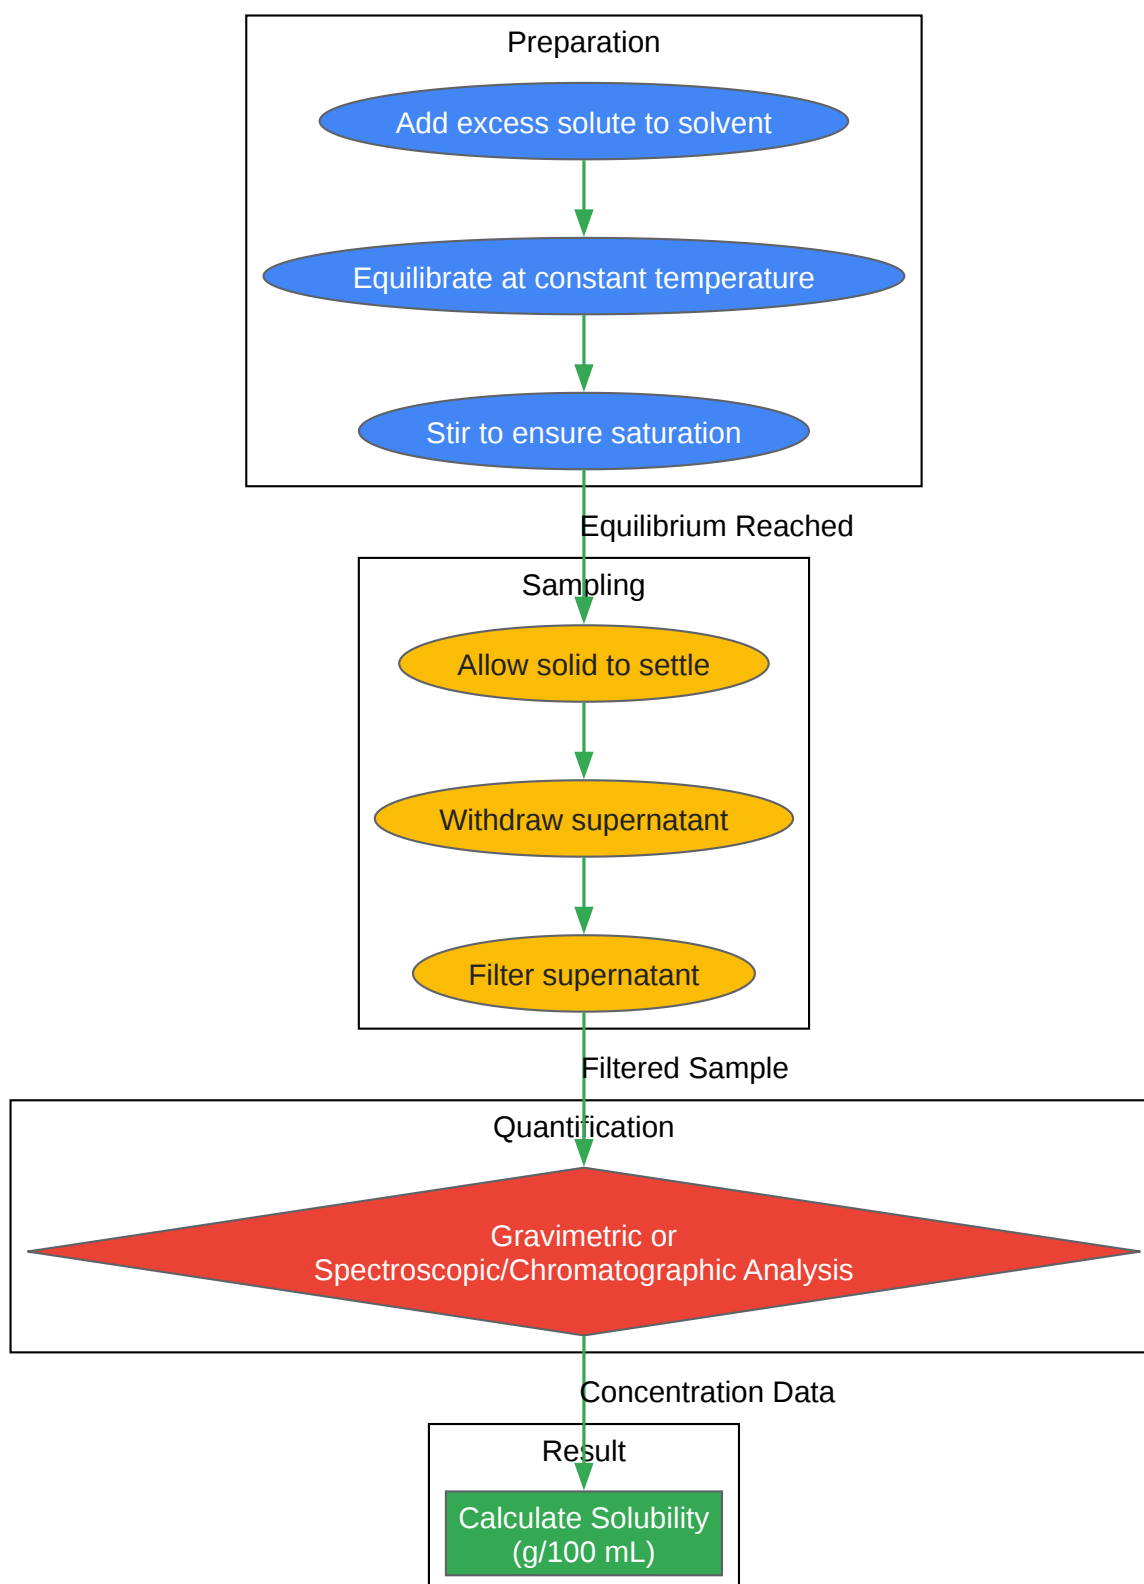 Preparation
Add excess solute to solvent
Equilibrate at constant temperature
Stir to ensure saturation
Equilibrium Reached
Sampling
Allow solid to settle
Withdraw supernatant
Filter supernatant
Filtered Sample
Quantification
Gravimetric or
Spectroscopic/Chromatographic Analysis
Concentration Data
Result
Calculate Solubility
(g/100 mL)